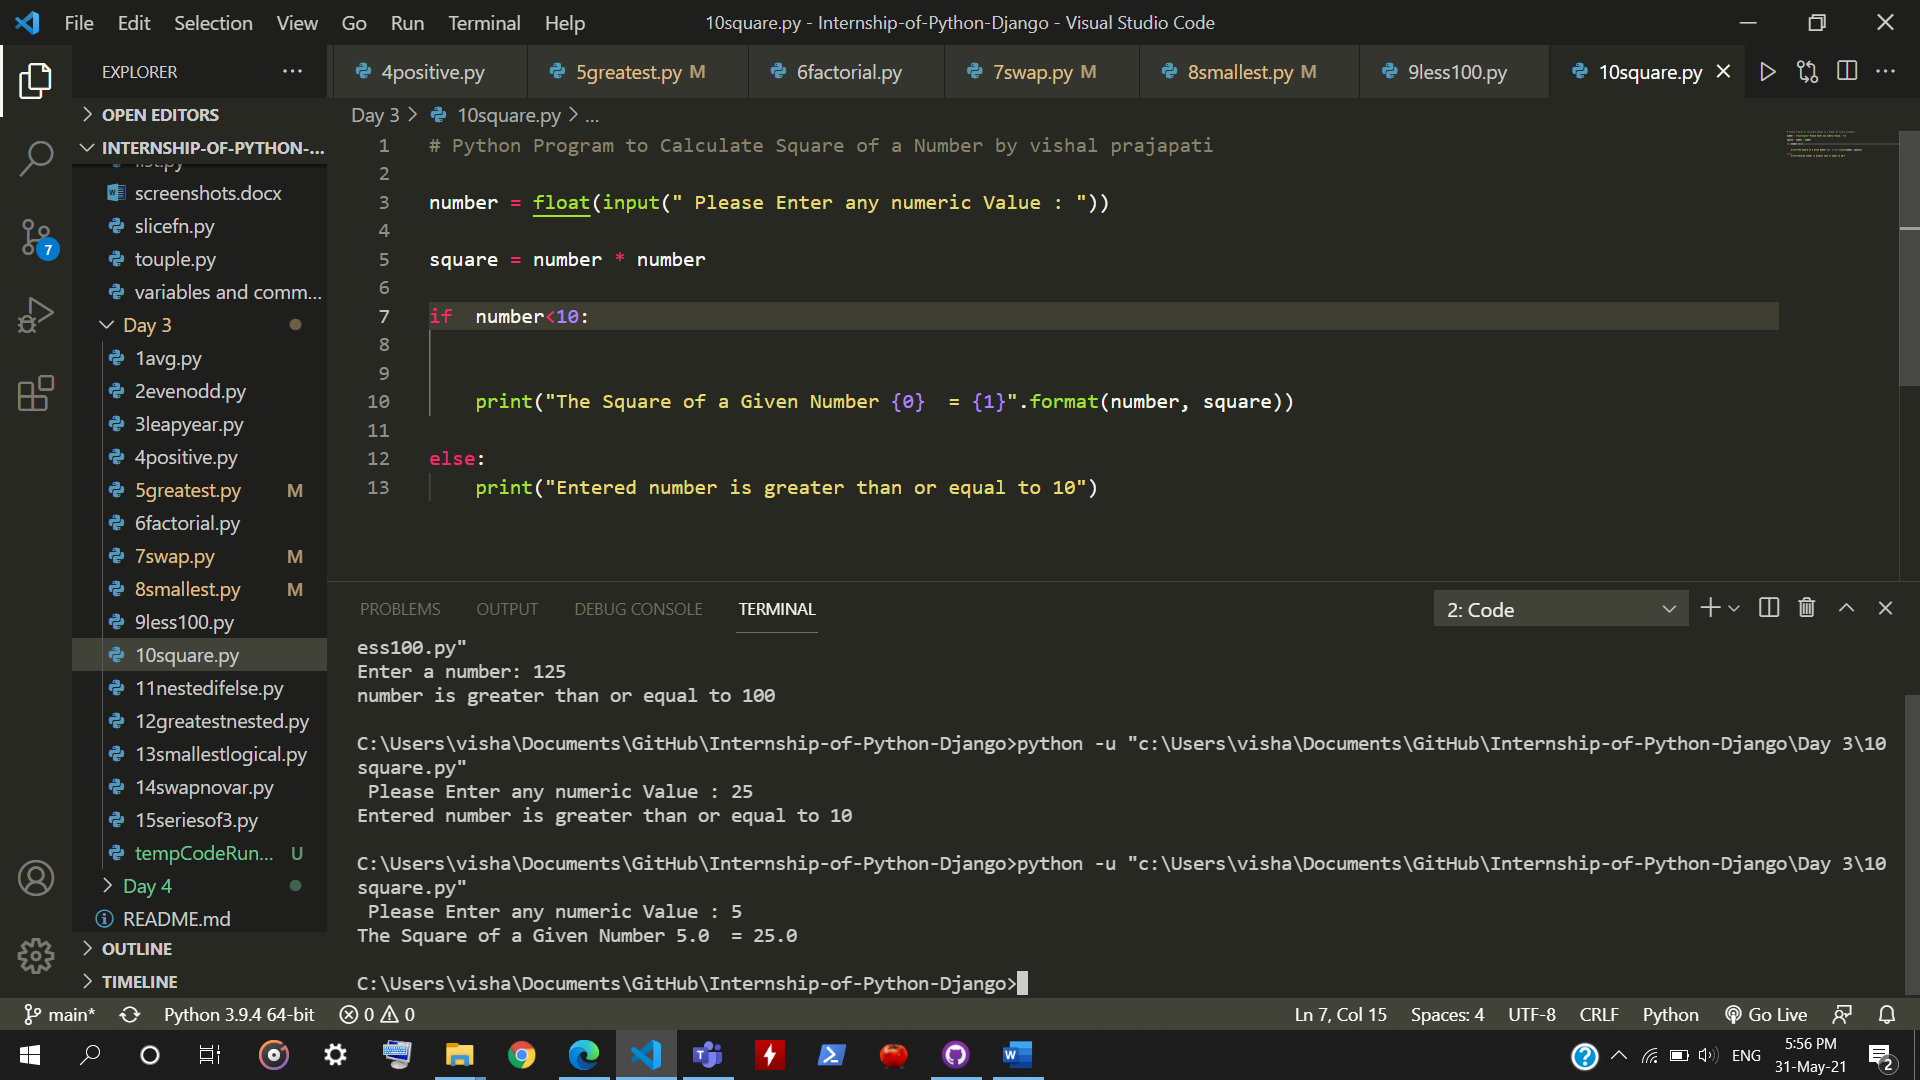 File Edit Selection View Go Run Terminal Help
10square.py - Internship-of-Python-Django - Visual Studio Code
EXPLORER
4positive.py
5greatest.py M
6factorial.py
7swap.py M
8smallest.py M
9less100.py
10square.py
OPEN EDITORS
INTERNSHIP-OF-PYTHON-...
list.py
screenshots.docx
slicefn.py
touple.py
variables and comm...
Day 3
1avg.py
2evenodd.py
3leapyear.py
4positive.py
5greatest.py M
6factorial.py
7swap.py M
8smallest.py M
9less100.py
10square.py
11nestedifelse.py
12greatestnested.py
13smallestlogical.py
14swapnovar.py
15seriesof3.py
tempCodeRun... U
Day 4
README.md
OUTLINE
TIMELINE
7
Day 3 > 10square.py > ...
1 # Python Program to Calculate Square of a Number by vishal prajapati
2
3 number = float(input(" Please Enter any numeric Value : "))
4
5 square = number * number
6
7 if  number<10:
8
9
10     print("The Square of a Given Number {0}  = {1}".format(number, square))
11
12 else:
13     print("Entered number is greater than or equal to 10")
PROBLEMS OUTPUT DEBUG CONSOLE TERMINAL
2: Code
ess100.py"
Enter a number: 125
number is greater than or equal to 100
C:\Users\visha\Documents\GitHub\Internship-of-Python-Django>python -u "c:\Users\visha\Documents\GitHub\Internship-of-Python-Django\Day 3\10
square.py"
 Please Enter any numeric Value : 25
Entered number is greater than or equal to 10
C:\Users\visha\Documents\GitHub\Internship-of-Python-Django>python -u "c:\Users\visha\Documents\GitHub\Internship-of-Python-Django\Day 3\10
square.py"
 Please Enter any numeric Value : 5
The Square of a Given Number 5.0  = 25.0
C:\Users\visha\Documents\GitHub\Internship-of-Python-Django>
main* Python 3.9.4 64-bit 0 0
Ln 7, Col 15 Spaces: 4 UTF-8 CRLF Python Go Live
ENG
5:56 PM
31-May-21
2